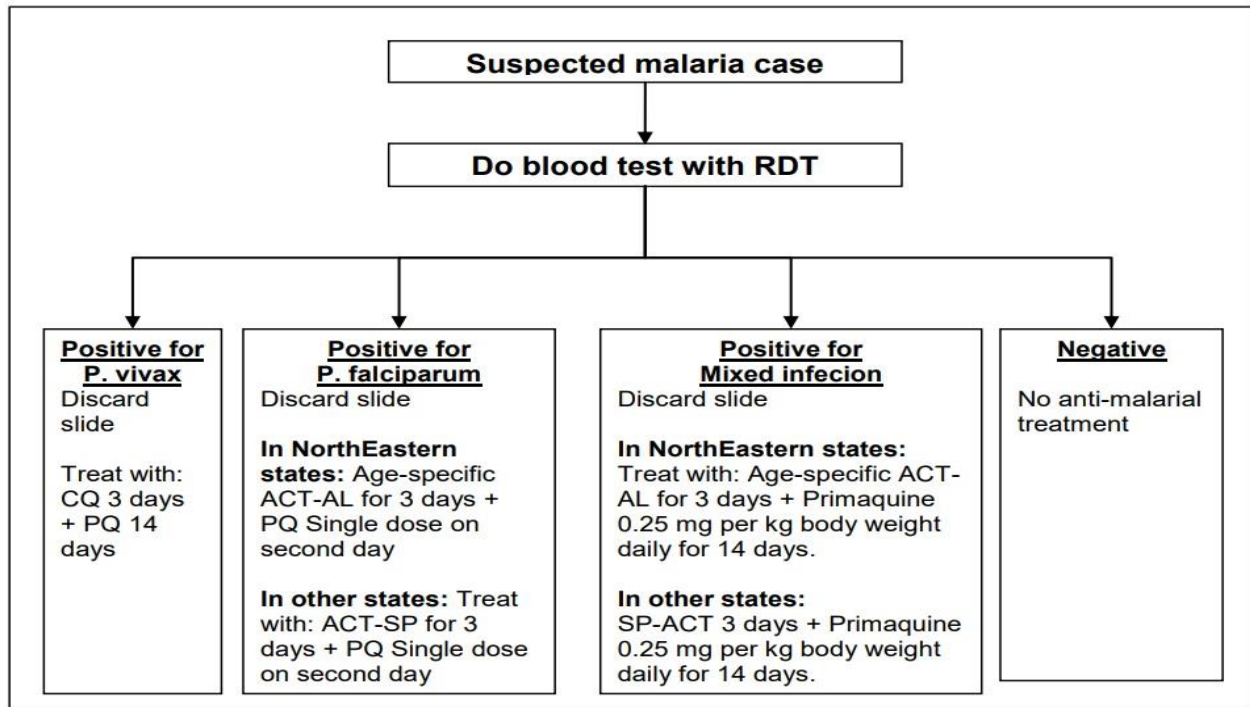 Suspected malaria case
Do blood test with RDT
Positive for
P. vivax
Discard
slide
Treat with:
CQ 3 days
+ PQ 14
days
Positive for
P. falciparum
Discard slide
In NorthEastern
states: Age-specific
ACT-AL for 3 days +
PQ Single dose on
second day
In other states: Treat
with: ACT-SP for 3
days + PQ Single dose
on second day
Positive for
Mixed infecion
Discard slide
In NorthEastern states:
Treat with: Age-specific ACT-
AL for 3 days + Primaquine
0.25 mg per kg body weight
daily for 14 days.
In other states:
SP-ACT 3 days + Primaquine
0.25 mg per kg body weight
daily for 14 days.
Negative
No anti-malarial
treatment